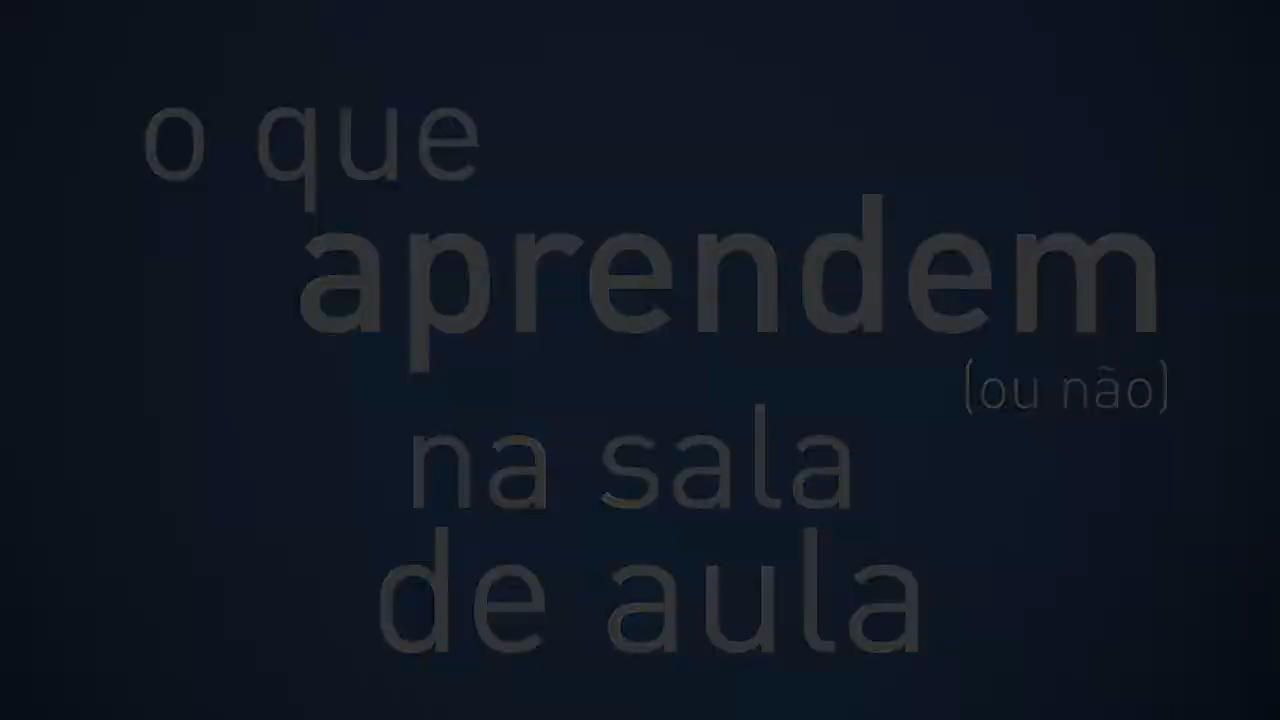 o que
aprendem
(ou não)
na sala
de aula